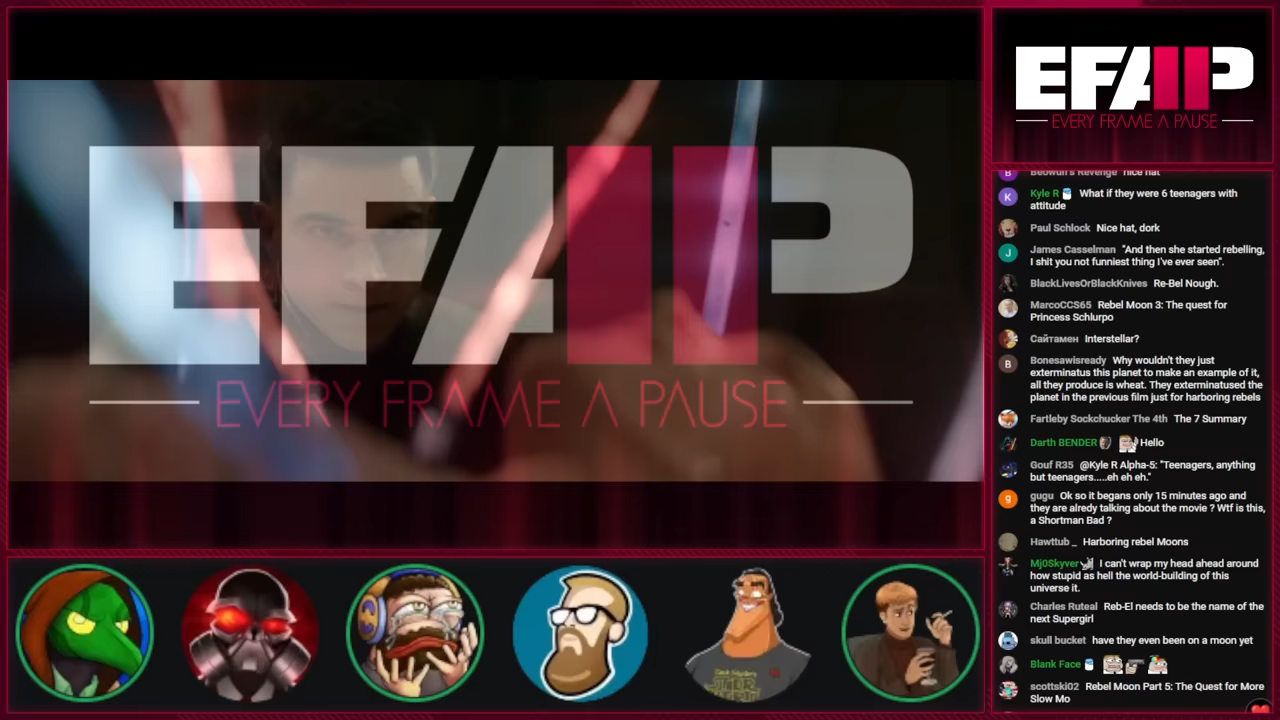 EFAP
EVERY FRAME A PAUSE
EFAP
EVERY FRAME A PAUSE
Beowulf's Revenge nice hat
Kyle R What if they were 6 teenagers with
attitude
Paul Schlock Nice hat, dork
James Casselman "And then she started rebelling,
I shit you not funniest thing I've ever seen".
BlackLivesOrBlackKnives Re-Bel Nough.
MarcoCCS65 Rebel Moon 3: The quest for
Princess Schlurpo
Сайтамен Interstellar?
Bonesawisready Why wouldn't they just
exterminatus this planet to make an example of it,
all they produce is wheat. They exterminatused the
planet in the previous film just for harboring rebels
Fartleby Sockchucker The 4th The 7 Summary
Darth BENDER Hello
Gouf R35 @Kyle R Alpha-5: "Teenagers, anything
but teenagers.....eh eh eh."
gugu Ok so it begans only 15 minutes ago and
they are alredy talking about the movie ? Wtf is this,
a Shortman Bad ?
Hawttub _ Harboring rebel Moons
Mj0Skyver I can't wrap my head ahead around
how stupid as hell the world-building of this
universe it.
Charles Ruteal Reb-El needs to be the name of the
next Supergirl
skull bucket have they even been on a moon yet
Blank Face
scottski02 Rebel Moon Part 5: The Quest for More
Slow Mo